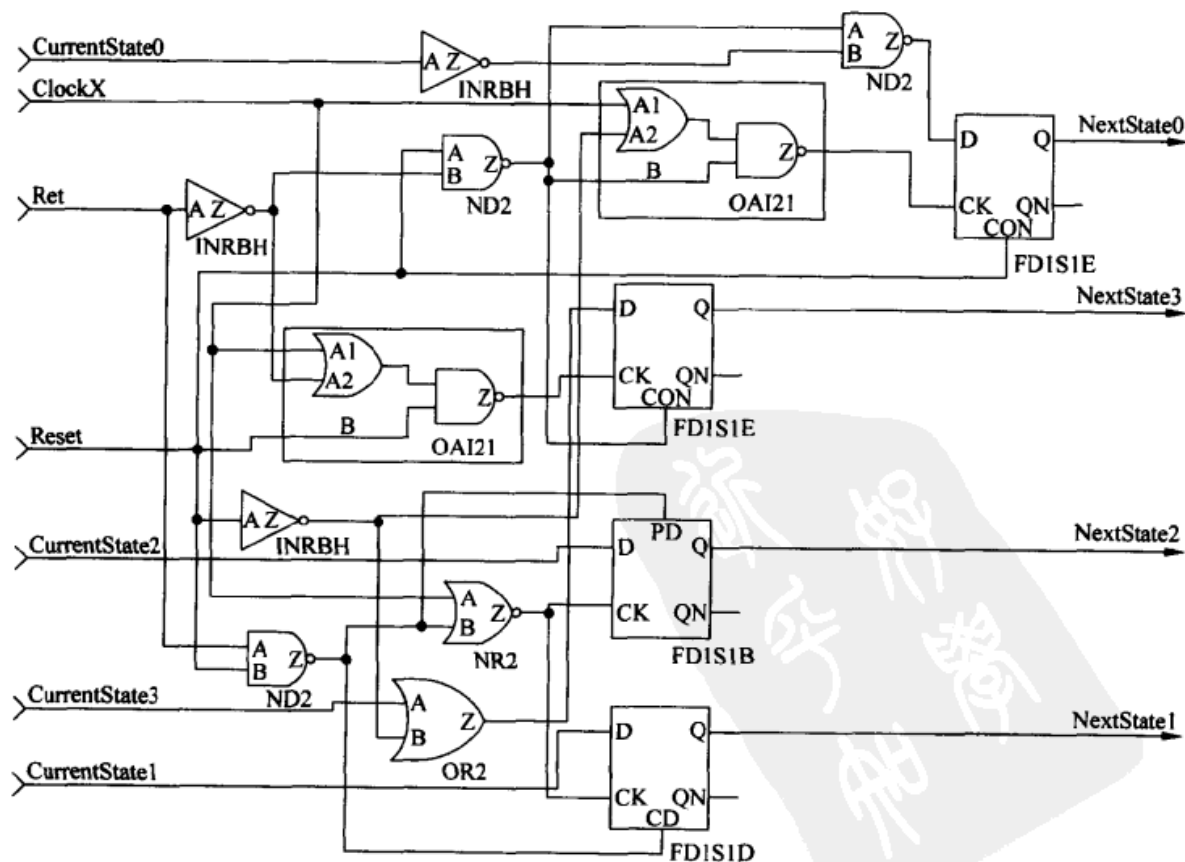 CurrentState0
A Z
INRBH
A
B
Z
ND2
ClockX
A1
A2
Z
B
OAI21
D
Q
CK
QN
CON
FD1S1E
NextState0
A
B
Z
ND2
Ret
A Z
INRBH
D
Q
CK
QN
CON
FD1S1E
NextState3
A1
A2
Z
B
OAI21
Reset
A Z
INRBH
PD
D
Q
CK
QN
FD1S1B
NextState2
CurrentState2
A
B
Z
NR2
A
B
Z
ND2
CurrentState3
A
B
Z
OR2
D
Q
CK
QN
CD
FD1S1D
NextState1
CurrentState1